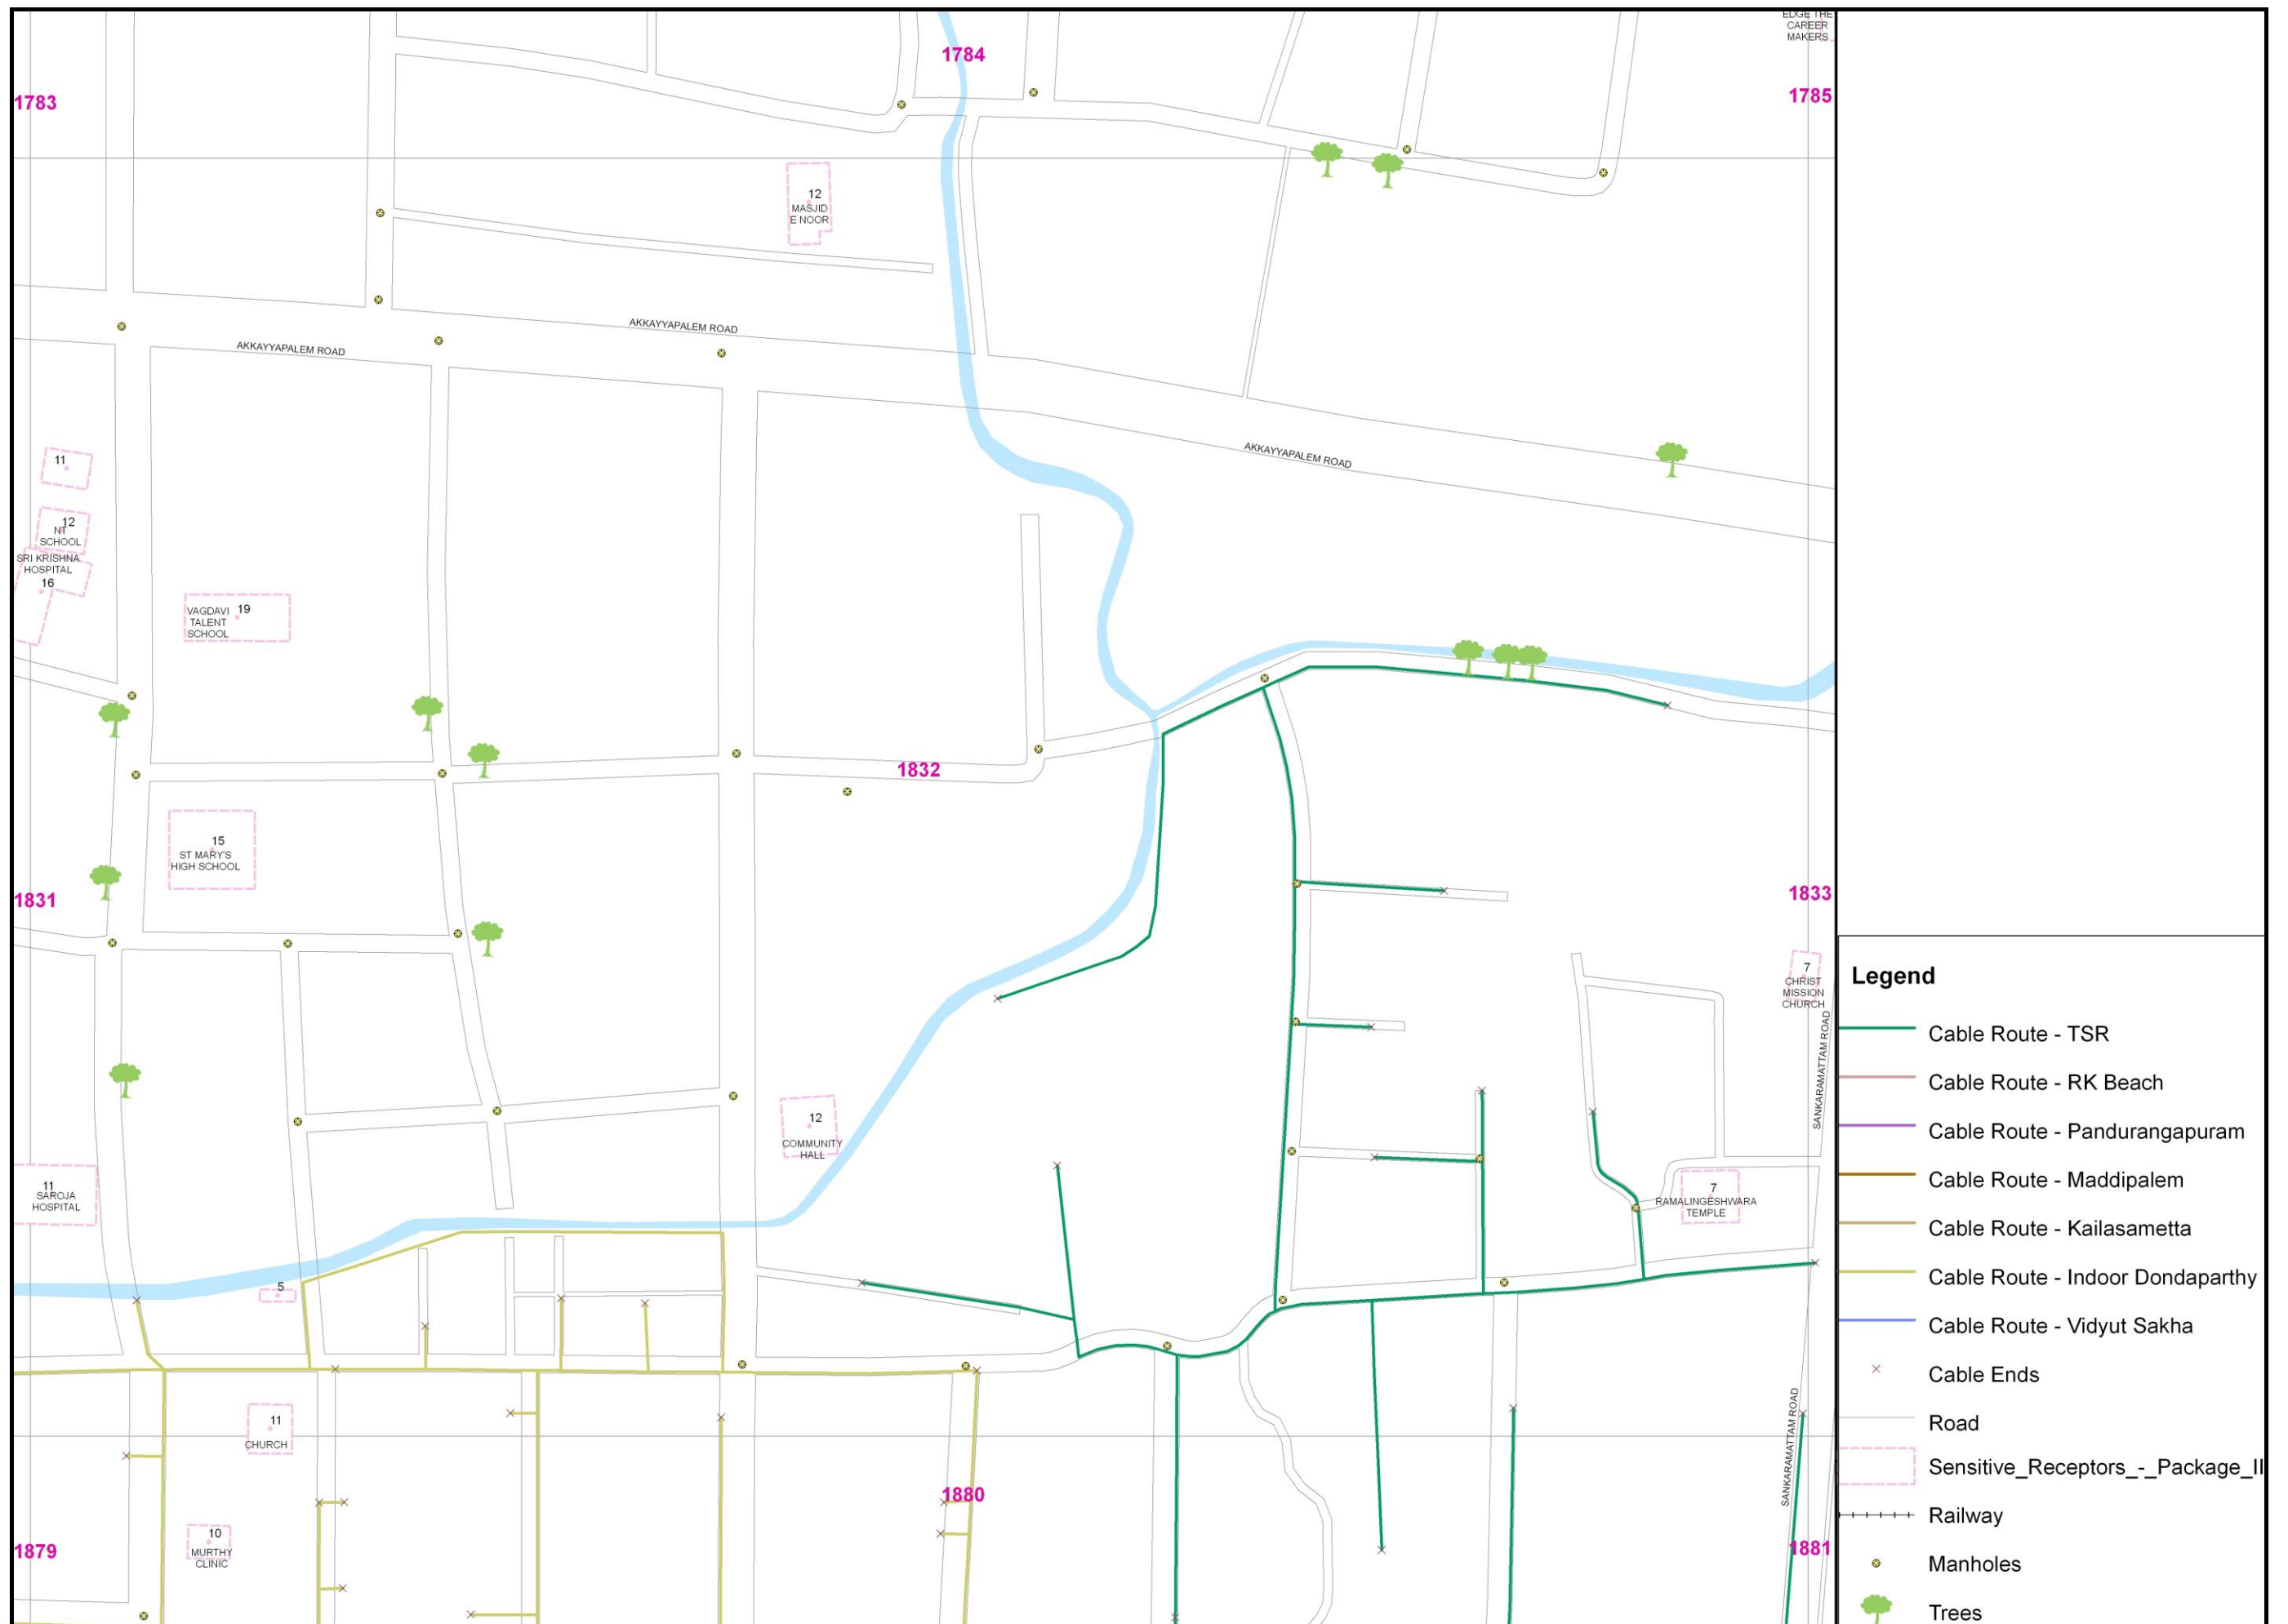 EDGE THE
CAREER
MAKERS
1783
1784
1785
12
MASJID
E NOOR
AKKAYYAPALEM ROAD
AKKAYYAPALEM ROAD
AKKAYYAPALEM ROAD
11
12
NT
SCHOOL
SRI KRISHNA
HOSPITAL
16
VAGDAVI
TALENT
SCHOOL
19
1832
15
ST MARY'S
HIGH SCHOOL
1831
1833
7
CHRIST
MISSION
CHURCH
SANKARAMATTAM ROAD
12
COMMUNITY
HALL
11
SAROJA
HOSPITAL
7
RAMALINGESHWARA
TEMPLE
5
11
CHURCH
SANKARAMATTAM ROAD
1880
10
MURTHY
CLINIC
1879
1881
Legend
Cable Route - TSR
Cable Route - RK Beach
Cable Route - Pandurangapuram
Cable Route - Maddipalem
Cable Route - Kailasametta
Cable Route - Indoor Dondaparthy
Cable Route - Vidyut Sakha
Cable Ends
Road
Sensitive_Receptors_-_Package_II
Railway
Manholes
Trees